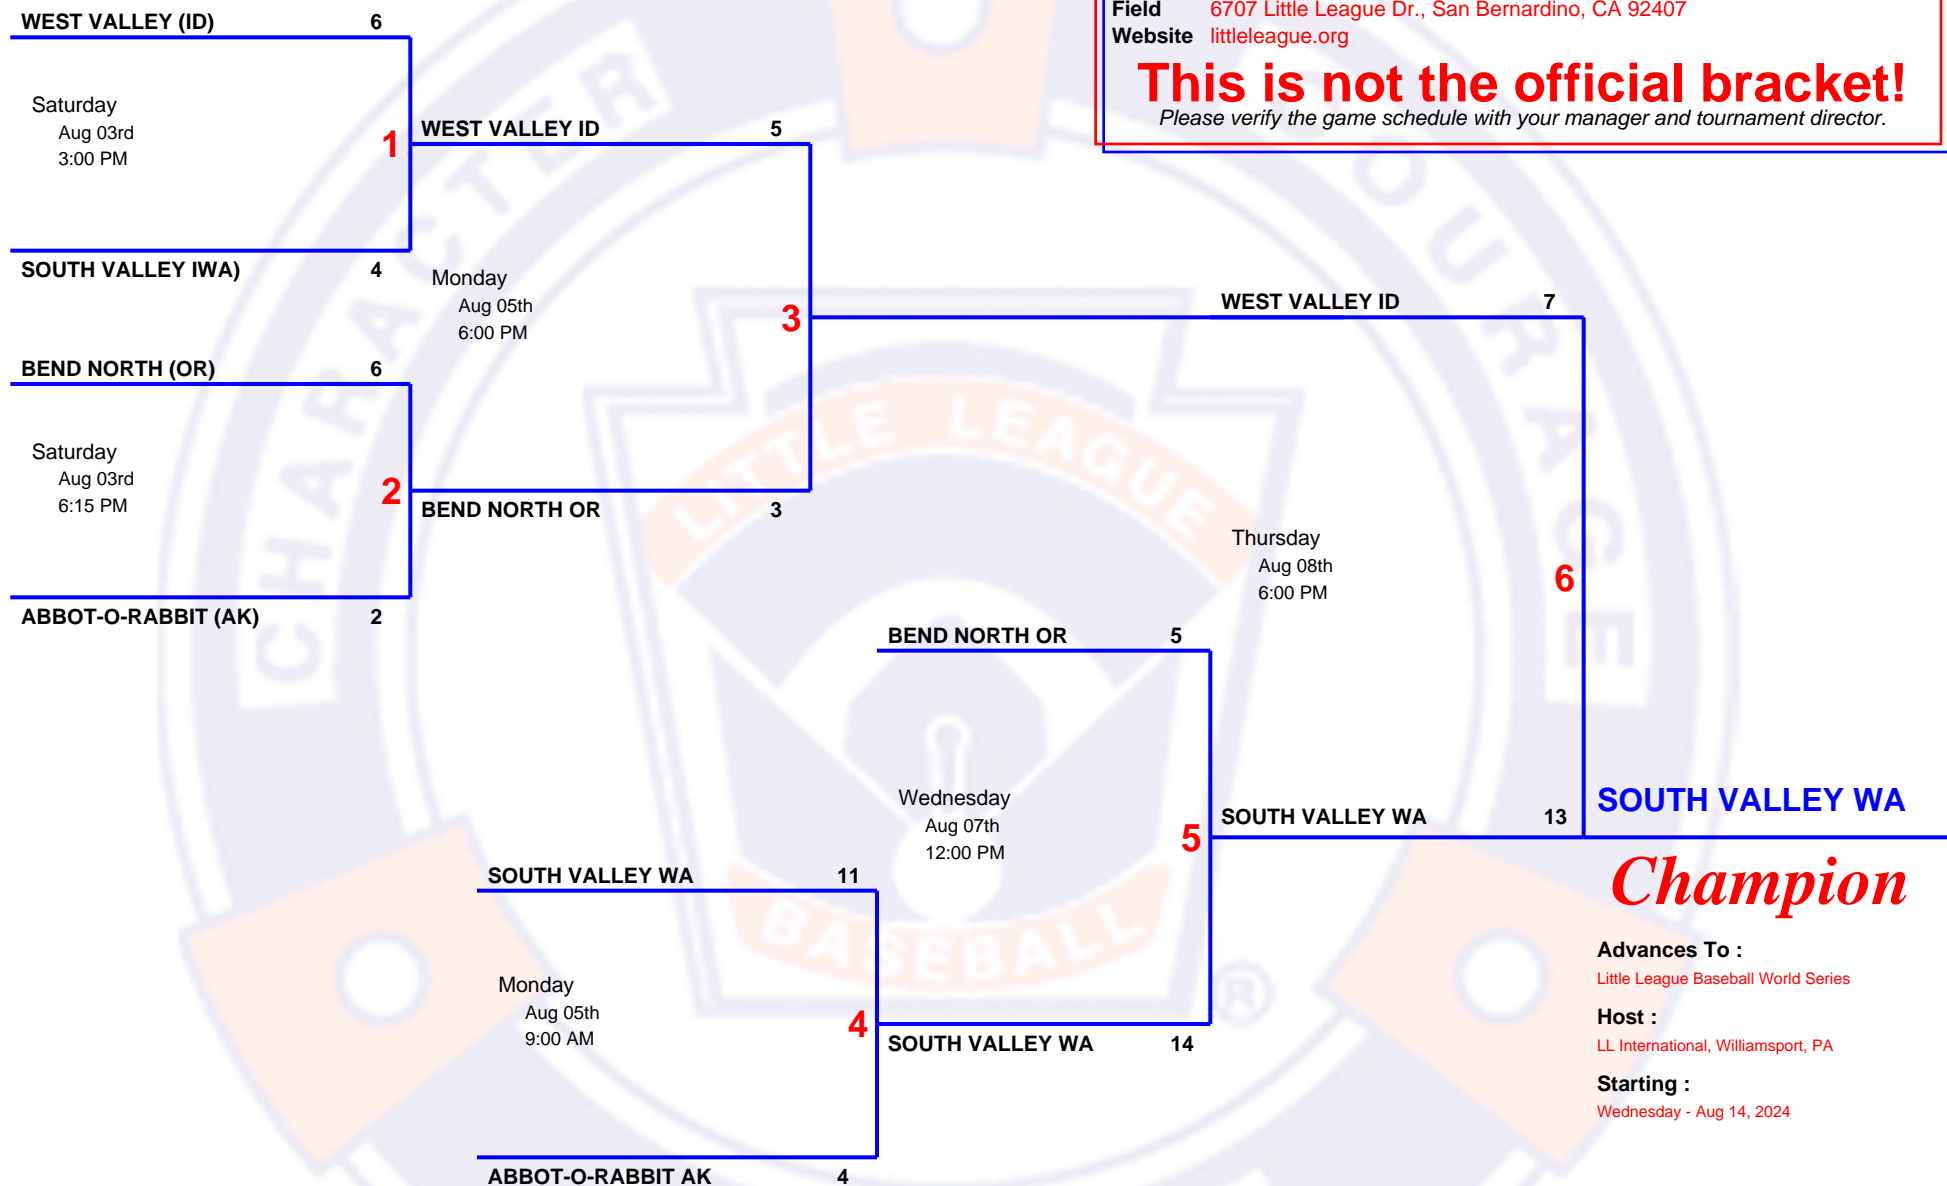 WEST VALLEY (ID) 6
Field 6707 Little League Dr., San Bernardino, CA 92407
Website littleleague.org
This is not the official bracket!
Please verify the game schedule with your manager and tournament director.
Saturday
Aug 03rd
3:00 PM
1
WEST VALLEY ID 5
SOUTH VALLEY IWA) 4
Monday
Aug 05th
6:00 PM
3
WEST VALLEY ID 7
BEND NORTH (OR) 6
Saturday
Aug 03rd
6:15 PM
2
BEND NORTH OR 3
ABBOT-O-RABBIT (AK) 2
Thursday
Aug 08th
6:00 PM
6
BEND NORTH OR 5
Wednesday
Aug 07th
12:00 PM
5
SOUTH VALLEY WA 13
SOUTH VALLEY WA
Champion
SOUTH VALLEY WA 11
Monday
Aug 05th
9:00 AM
4
SOUTH VALLEY WA 14
ABBOT-O-RABBIT AK 4
Advances To :
Little League Baseball World Series
Host :
LL International, Williamsport, PA
Starting :
Wednesday - Aug 14, 2024
CHARACTER
COURAGE
LITTLE LEAGUE
BASEBALL
®